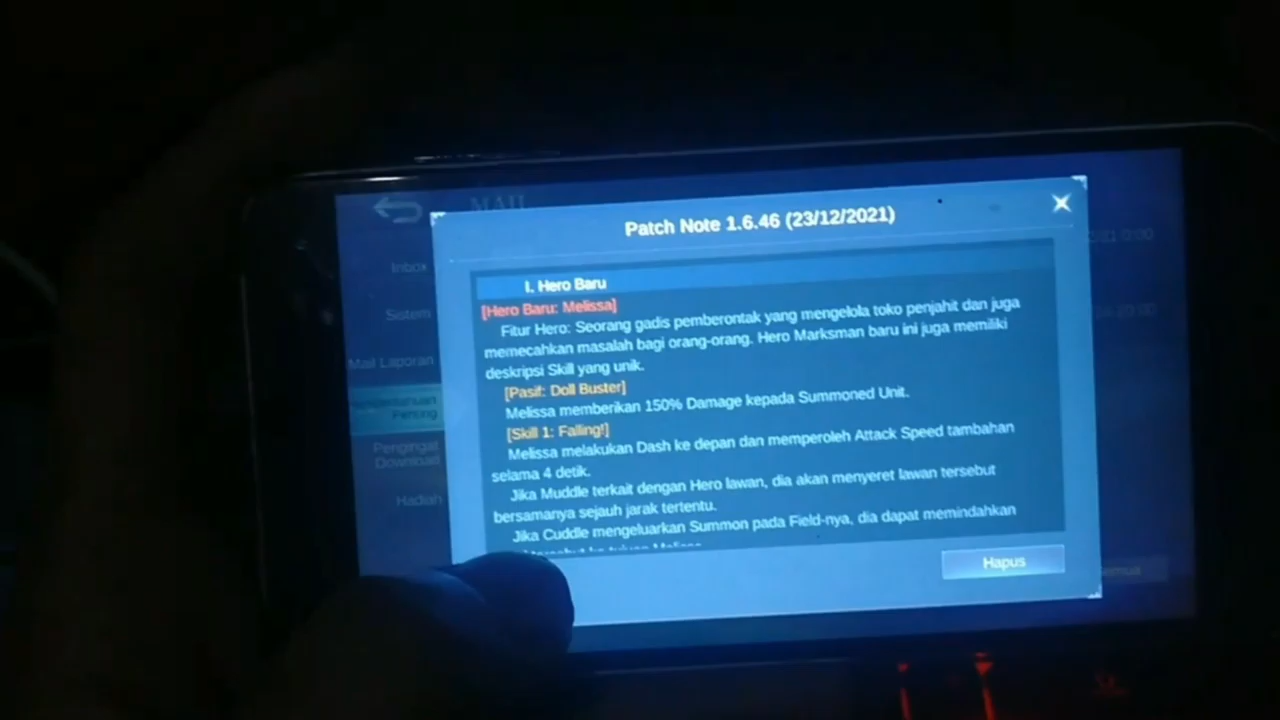 MAIL
Patch Note 1.6.46 (23/12/2021)
Inbox
Sistem
Mail Laporan
Penting
Pengingat
Download
Hadiah
I. Hero Baru
[Hero Baru: Melissa]
Fitur Hero: Seorang gadis pemberontak yang mengelola toko penjahit dan juga
memecahkan masalah bagi orang-orang. Hero Marksman baru ini juga memiliki
deskripsi Skill yang unik.
[Pasif: Doll Buster]
Melissa memberikan 150% Damage kepada Summoned Unit.
[Skill 1: Falling!]
Melissa melakukan Dash ke depan dan memperoleh Attack Speed tambahan
selama 4 detik.
Jika Muddle terkait dengan Hero lawan, dia akan menyeret lawan tersebut
bersamanya sejauh jarak tertentu.
Jika Cuddle mengeluarkan Summon pada Field-nya, dia dapat memindahkan
Hapus